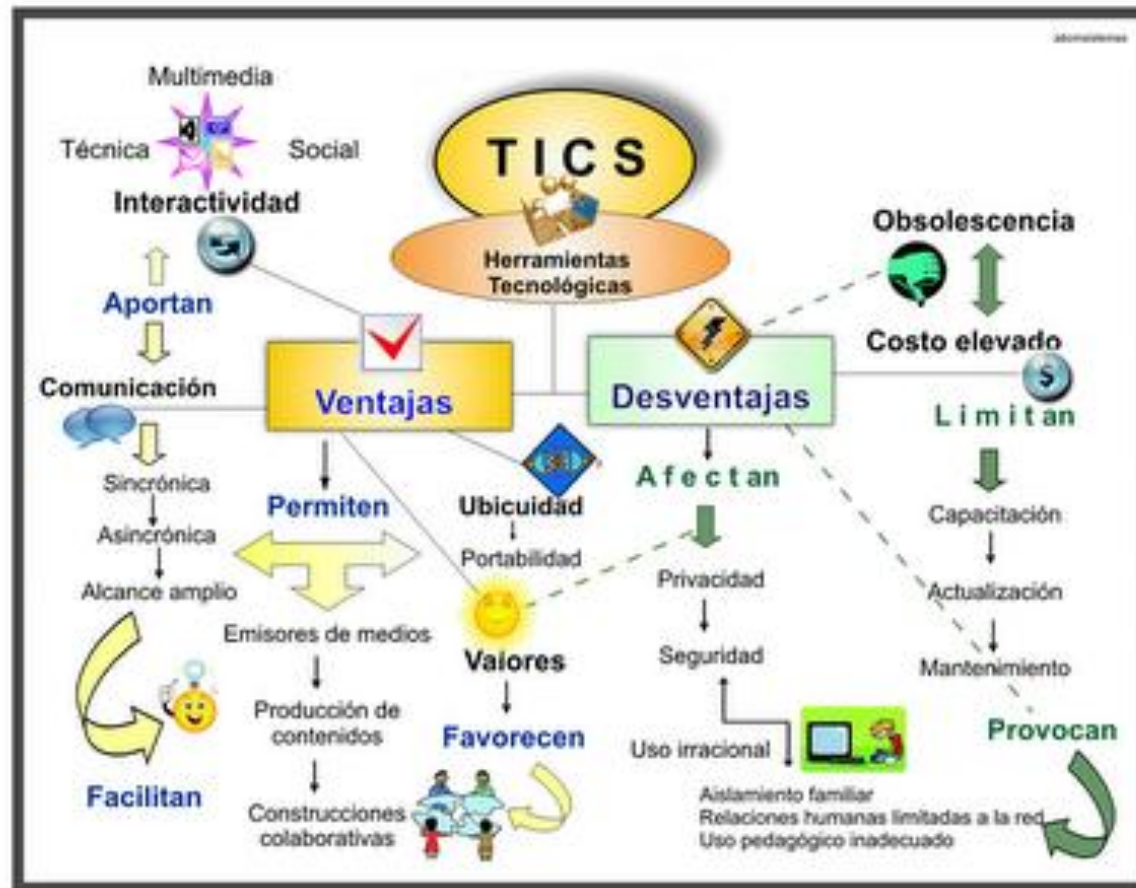 Multimedia
Técnica
Social
Interactividad
Aportan
Comunicación
Sincrónica
Asincrónica
Alcance amplio
Facilitan
TICS
Herramientas
Tecnológicas
Ventajas
Permiten
Emisores de medios
Producción de
contenidos
Construcciones
colaborativas
Ubicuidad
Portabilidad
Valores
Favorecen
Desventajas
Afectan
Privacidad
Seguridad
Uso irracional
Aislamiento familiar
Relaciones humanas limitadas a la red
Uso pedagógico inadecuado
Obsolescencia
Costo elevado
$
Limitan
Capacitación
Actualización
Mantenimiento
Provocan